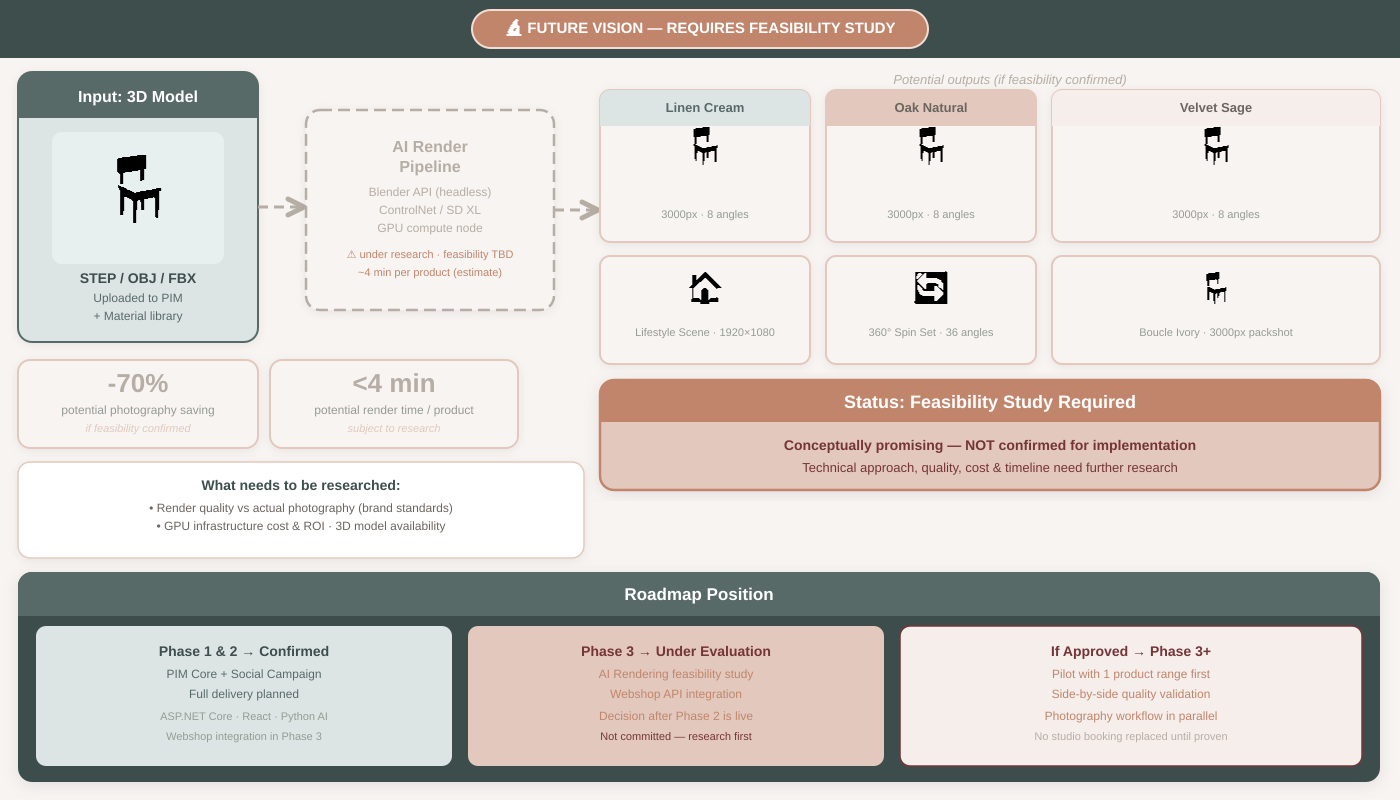 🔬 FUTURE VISION — REQUIRES FEASIBILITY STUDY
Input: 3D Model
STEP / OBJ / FBX
Uploaded to PIM
+ Material library
AI Render
Pipeline
Blender API (headless)
ControlNet / SD XL
GPU compute node
⚠ under research · feasibility TBD
~4 min per product (estimate)
Potential outputs (if feasibility confirmed)
Linen Cream
3000px · 8 angles
Oak Natural
3000px · 8 angles
Velvet Sage
3000px · 8 angles
Lifestyle Scene · 1920×1080
360° Spin Set · 36 angles
Boucle Ivory · 3000px packshot
-70%
potential photography saving
if feasibility confirmed
<4 min
potential render time / product
subject to research
Status: Feasibility Study Required
Conceptually promising — NOT confirmed for implementation
Technical approach, quality, cost & timeline need further research
What needs to be researched:
• Render quality vs actual photography (brand standards)
• GPU infrastructure cost & ROI · 3D model availability
Roadmap Position
Phase 1 & 2 → Confirmed
PIM Core + Social Campaign
Full delivery planned
ASP.NET Core · React · Python AI
Webshop integration in Phase 3
Phase 3 → Under Evaluation
AI Rendering feasibility study
Webshop API integration
Decision after Phase 2 is live
Not committed — research first
If Approved → Phase 3+
Pilot with 1 product range first
Side-by-side quality validation
Photography workflow in parallel
No studio booking replaced until proven